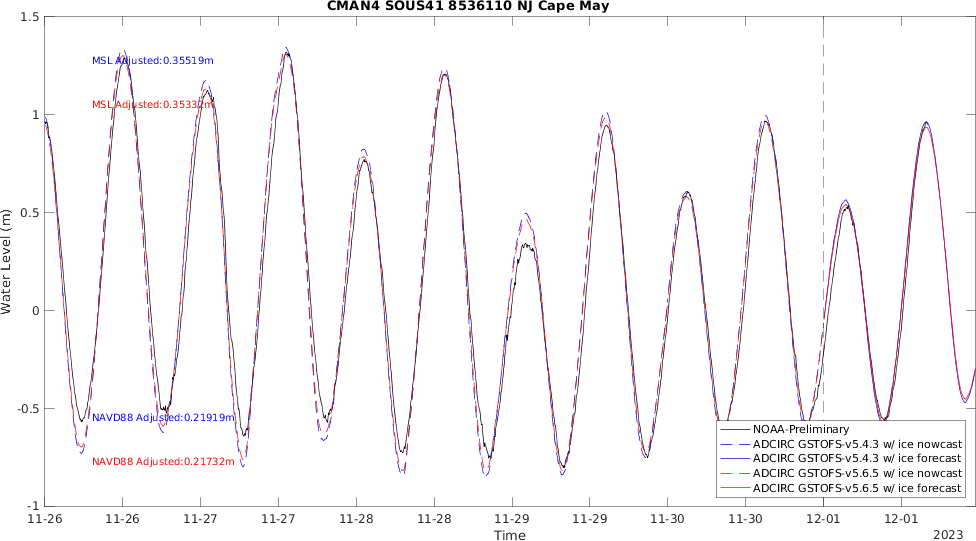 CMAN4 SOUS41 8536110 NJ Cape May
1.5
1
0.5
0
-0.5
-1
Water Level (m)
MSL Adjusted:0.35519m
MSL Adjusted:0.35332m
NAVD88 Adjusted:0.21919m
NAVD88 Adjusted:0.21732m
NOAA-Preliminary
ADCIRC GSTOFS-v5.4.3 w/ ice nowcast
ADCIRC GSTOFS-v5.4.3 w/ ice forecast
ADCIRC GSTOFS-v5.6.5 w/ ice nowcast
ADCIRC GSTOFS-v5.6.5 w/ ice forecast
11-26 11-26 11-27 11-27 11-28 11-28 11-29 11-29 11-30 11-30 12-01 12-01
Time
2023